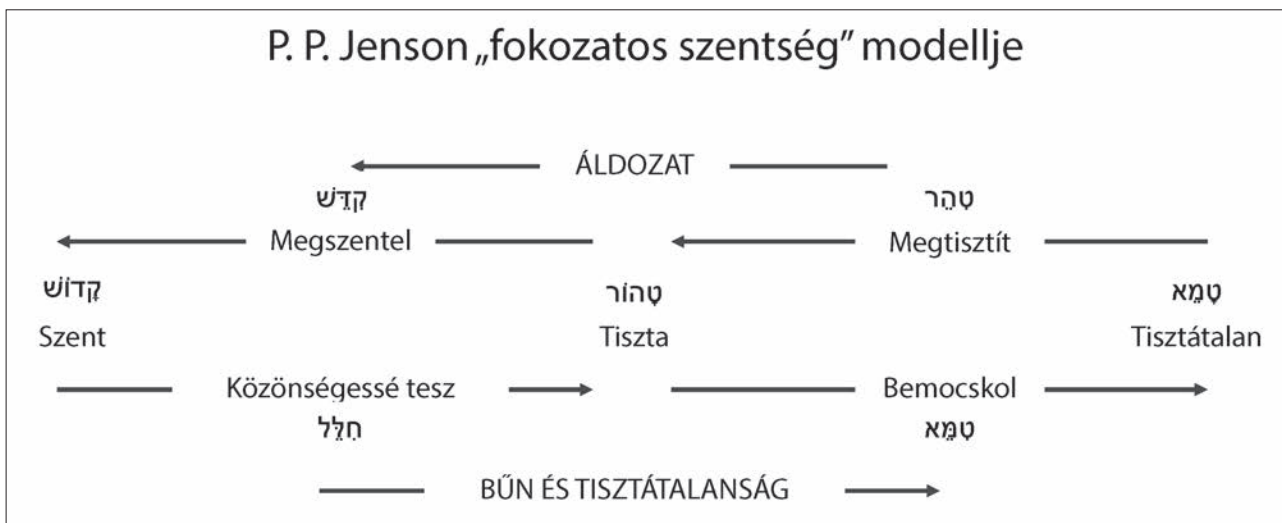 P. P. Jenson „fokozatos szentség” modellje
ÁLDOZAT
קִדֵּשׁ טִהֵר
Megszentel Megtisztít
קָדוֹשׁ טָהוֹר טָמֵא
Szent Tiszta Tisztátalan
Közönségessé tesz Bemocskol
חִלֵּל טִמֵּא
BŰN ÉS TISZTÁTALANSÁG